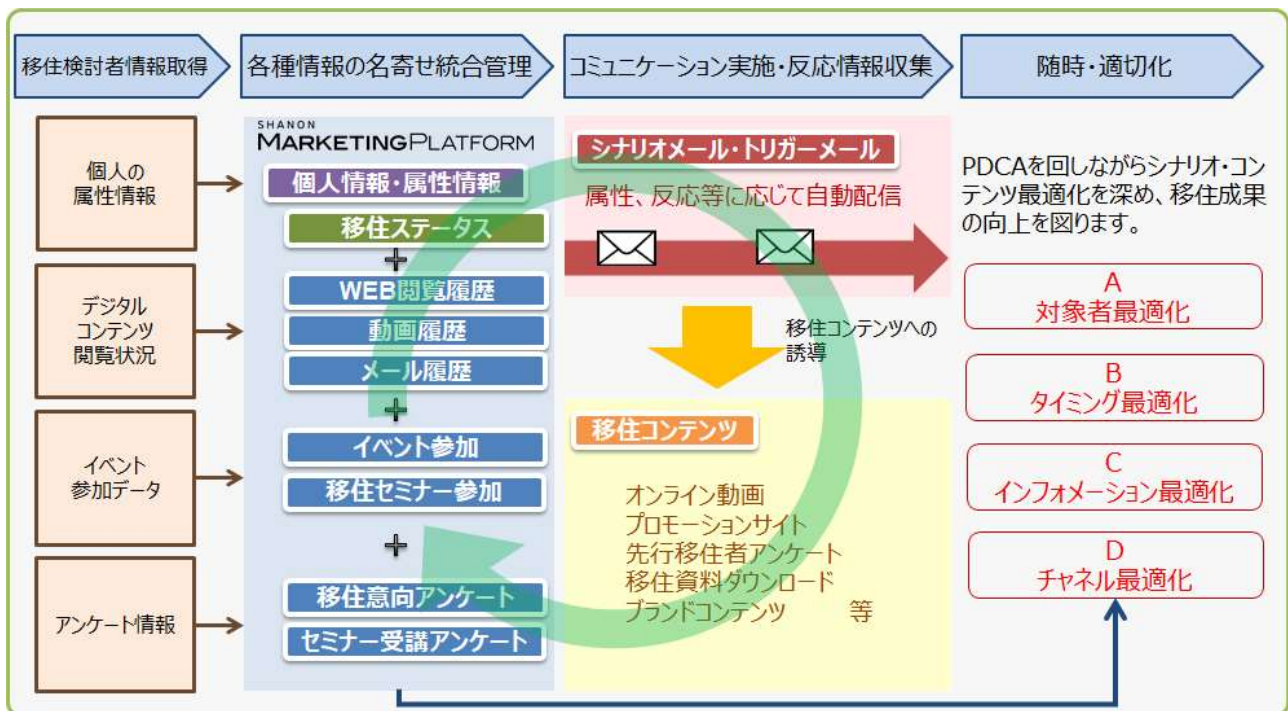 移住検討者情報取得
各種情報の名寄せ統合管理
コミュニケーション実施・反応情報収集
随時・適切化
個人の
属性情報
デジタル
コンテンツ
閲覧状況
イベント
参加データ
アンケート情報
SHANON
MARKETINGPLATFORM
個人情報・属性情報
移住ステータス
+
WEB閲覧履歴
動画履歴
メール履歴
+
イベント参加
移住セミナー参加
+
移住意向アンケート
セミナー受講アンケート
シナリオメール・トリガーメール
属性、反応等に応じて自動配信
移住コンテンツへの
誘導
移住コンテンツ
オンライン動画
プロモーションサイト
先行移住者アンケート
移住資料ダウンロード
ブランドコンテンツ 等
PDCAを回しながらシナリオ・コン
テンツ最適化を深め、移住成果
の向上を図ります。
A
対象者最適化
B
タイミング最適化
C
インフォメーション最適化
D
チャネル最適化